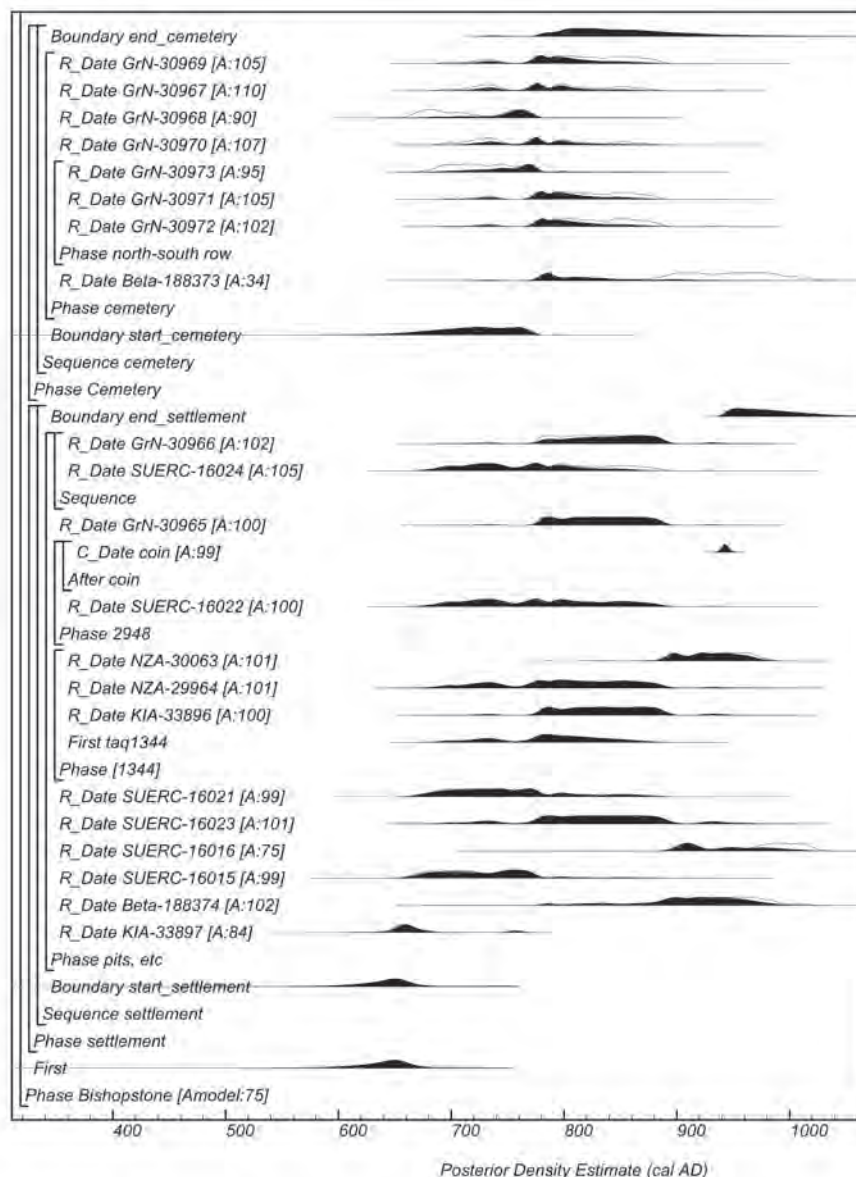 Boundary end_cemetery
R_Date GrN-30969 [A:105]
R_Date GrN-30967 [A:110]
R_Date GrN-30968 [A:90]
R_Date GrN-30970 [A:107]
R_Date GrN-30973 [A:95]
R_Date GrN-30971 [A:105]
R_Date GrN-30972 [A:102]
Phase north-south row
R_Date Beta-188373 [A:34]
Phase cemetery
Boundary start_cemetery
Sequence cemetery
Phase Cemetery
Boundary end_settlement
R_Date GrN-30966 [A:102]
R_Date SUERC-16024 [A:105]
Sequence
R_Date GrN-30965 [A:100]
C_Date coin [A:99]
After coin
R_Date SUERC-16022 [A:100]
Phase 2948
R_Date NZA-30063 [A:101]
R_Date NZA-29964 [A:101]
R_Date KIA-33896 [A:100]
First taq1344
Phase [1344]
R_Date SUERC-16021 [A:99]
R_Date SUERC-16023 [A:101]
R_Date SUERC-16016 [A:75]
R_Date SUERC-16015 [A:99]
R_Date Beta-188374 [A:102]
R_Date KIA-33897 [A:84]
Phase pits, etc
Boundary start_settlement
Sequence settlement
Phase settlement
First
Phase Bishopstone [Amodel:75]
400 500 600 700 800 900 1000
Posterior Density Estimate (cal AD)